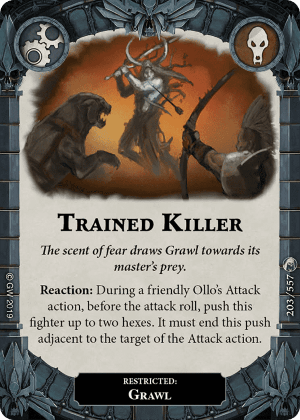 TRAINED KILLER
The scent of fear draws Grawl towards its
master's prey.
Reaction: During a friendly Ollo's Attack
action, before the attack roll, push this
fighter up to two hexes. It must end this push
adjacent to the target of the Attack action.
RESTRICTED:
GRAWL
© GW 2019
203/557